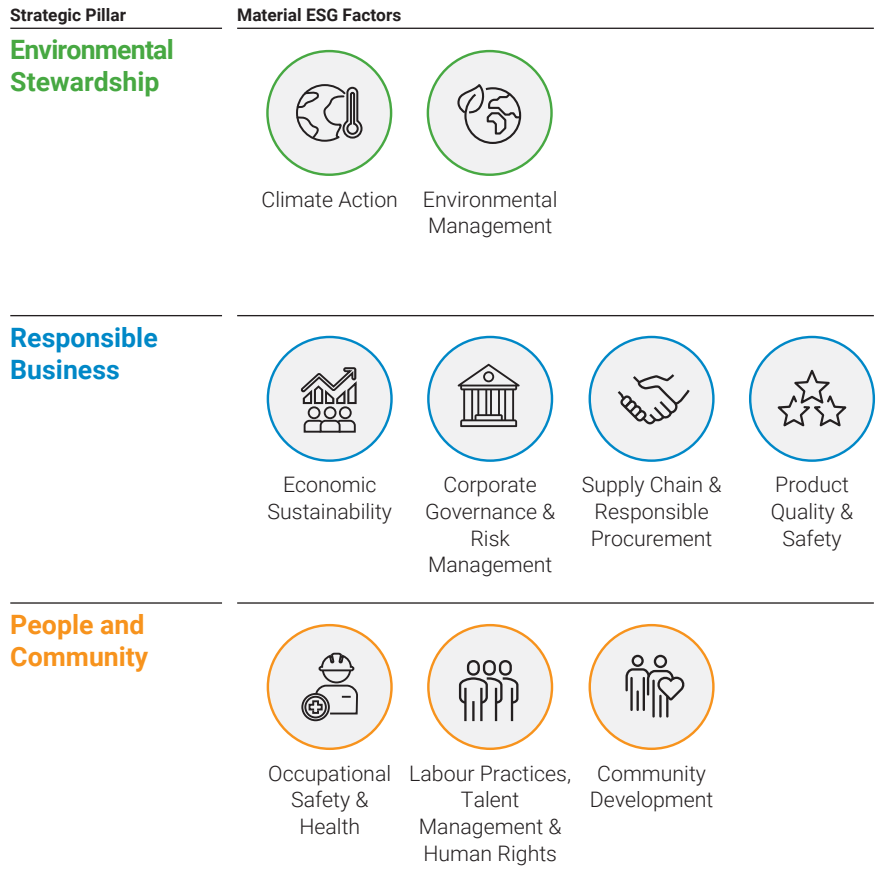 Strategic Pillar
Material ESG Factors
Environmental
Stewardship
Climate Action
Environmental
Management
Responsible
Business
Economic
Sustainability
Corporate
Governance &
Risk
Management
Supply Chain &
Responsible
Procurement
Product
Quality &
Safety
People and
Community
Occupational
Safety &
Health
Labour Practices,
Talent
Management &
Human Rights
Community
Development